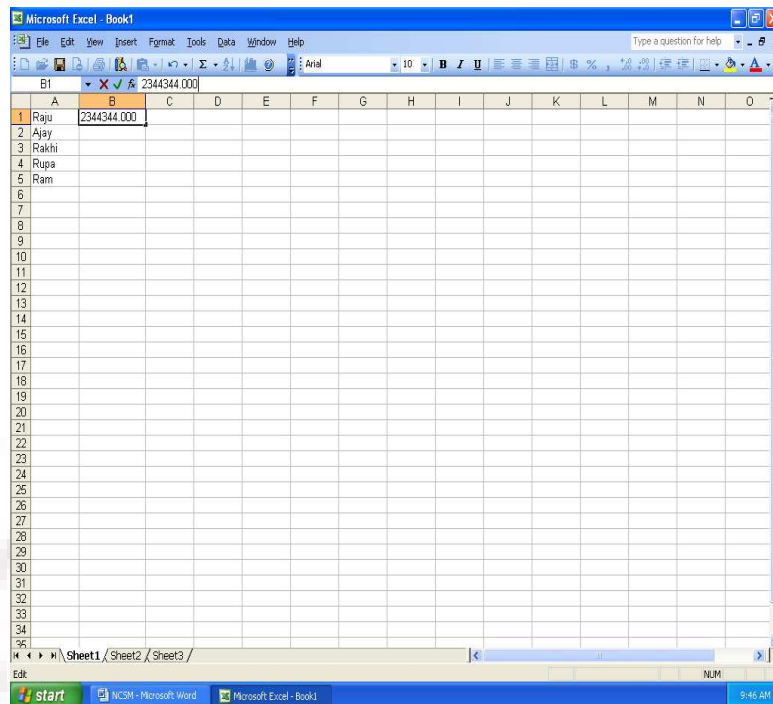 Microsoft Excel - Book1
File Edit View Insert Format Tools Data Window Help Type a question for help
Arial 10 B I U $ % , A
B1 fx 2344344.000
A B C D E F G H I J K L M N O
1 Raju 2344344.000
2 Ajay
3 Rakhi
4 Rupa
5 Ram
6
7
8
9
10
11
12
13
14
15
16
17
18
19
20
21
22
23
24
25
26
27
28
29
30
31
32
33
34
35
Sheet1 / Sheet2 / Sheet3 /
Edit NUM
start NCSM - Microsoft Word Microsoft Excel - Book1 9:46 AM